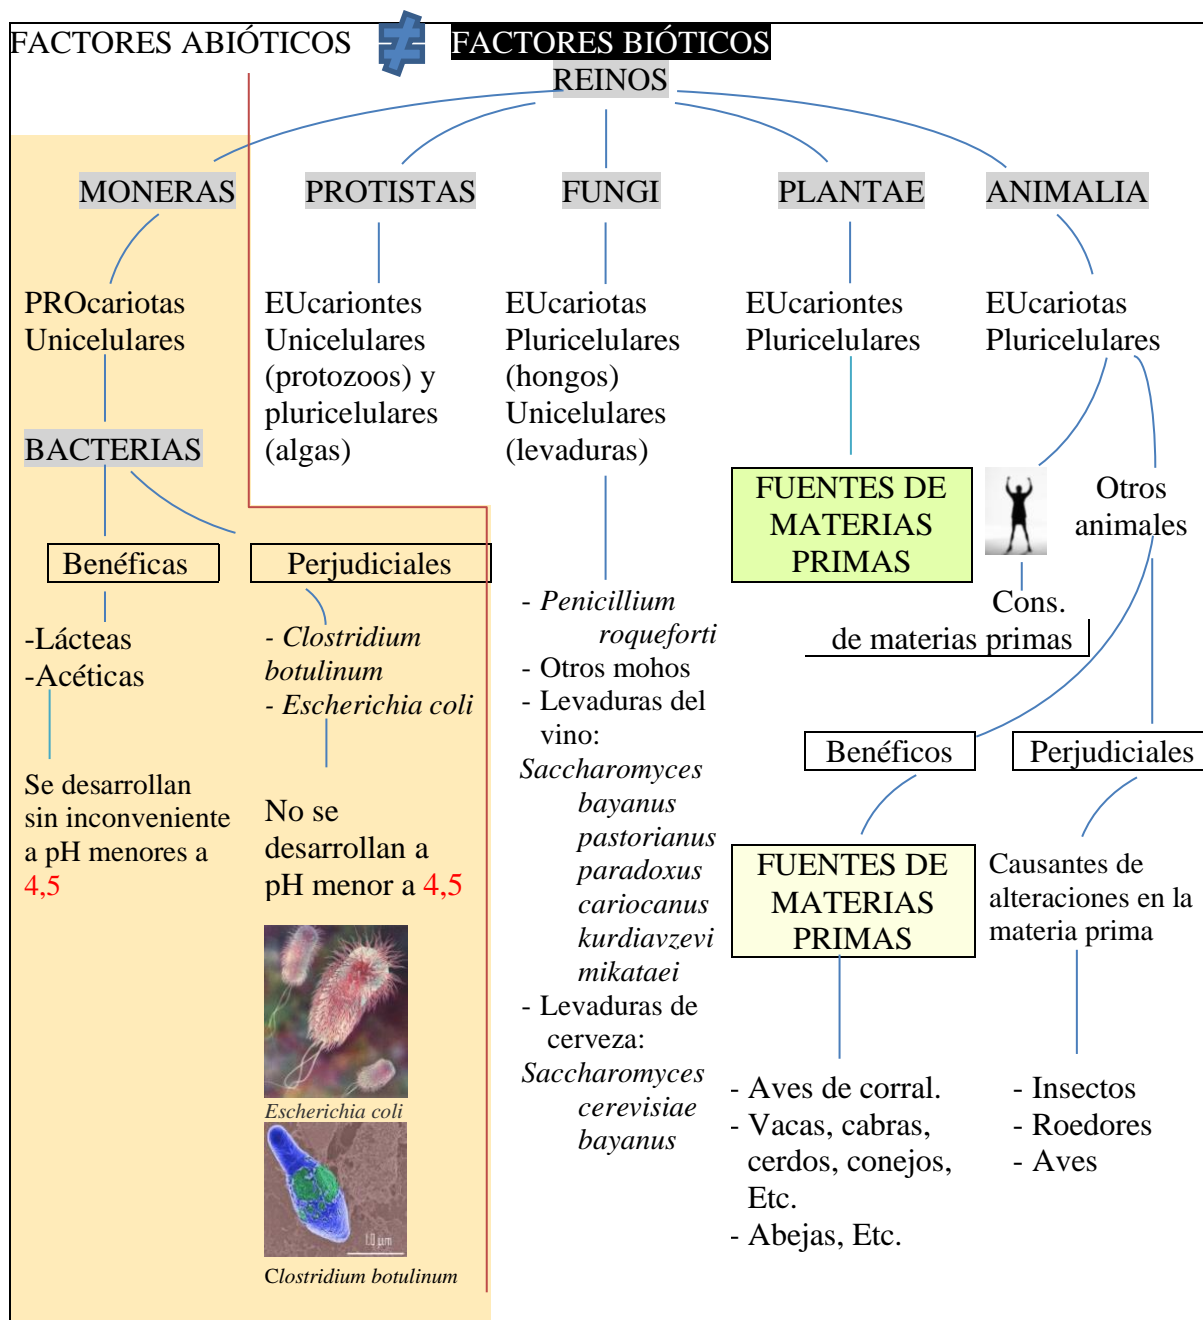 FACTORES ABIÓTICOS ≠ FACTORES BIÓTICOS
REINOS
MONERAS
PROTISTAS
FUNGI
PLANTAE
ANIMALIA
PROcariotas
Unicelulares
BACTERIAS
Benéficas
-Lácteas
-Acéticas
Se desarrollan
sin inconveniente
a pH menores a
4,5
Perjudiciales
- Clostridium
botulinum
- Escherichia coli
No se
desarrollan a
pH menor a 4,5
Escherichia coli
10 µm
Clostridium botulinum
EUcariontes
Unicelulares
(protozoos) y
pluricelulares
(algas)
EUcariotas
Pluricelulares
(hongos)
Unicelulares
(levaduras)
- Penicillium
roqueforti
- Otros mohos
- Levaduras del
vino:
Saccharomyces
bayanus
pastorianus
paradoxus
cariocanus
kurdiavzevi
mikataei
- Levaduras de
cerveza:
Saccharomyces
cerevisiae
bayanus
EUcariontes
Pluricelulares
FUENTES DE
MATERIAS
PRIMAS
EUcariotas
Pluricelulares
Cons.
de materias primas
Otros
animales
Benéficos
FUENTES DE
MATERIAS
PRIMAS
- Aves de corral.
- Vacas, cabras,
cerdos, conejos,
Etc.
- Abejas, Etc.
Perjudiciales
Causantes de
alteraciones en la
materia prima
- Insectos
- Roedores
- Aves